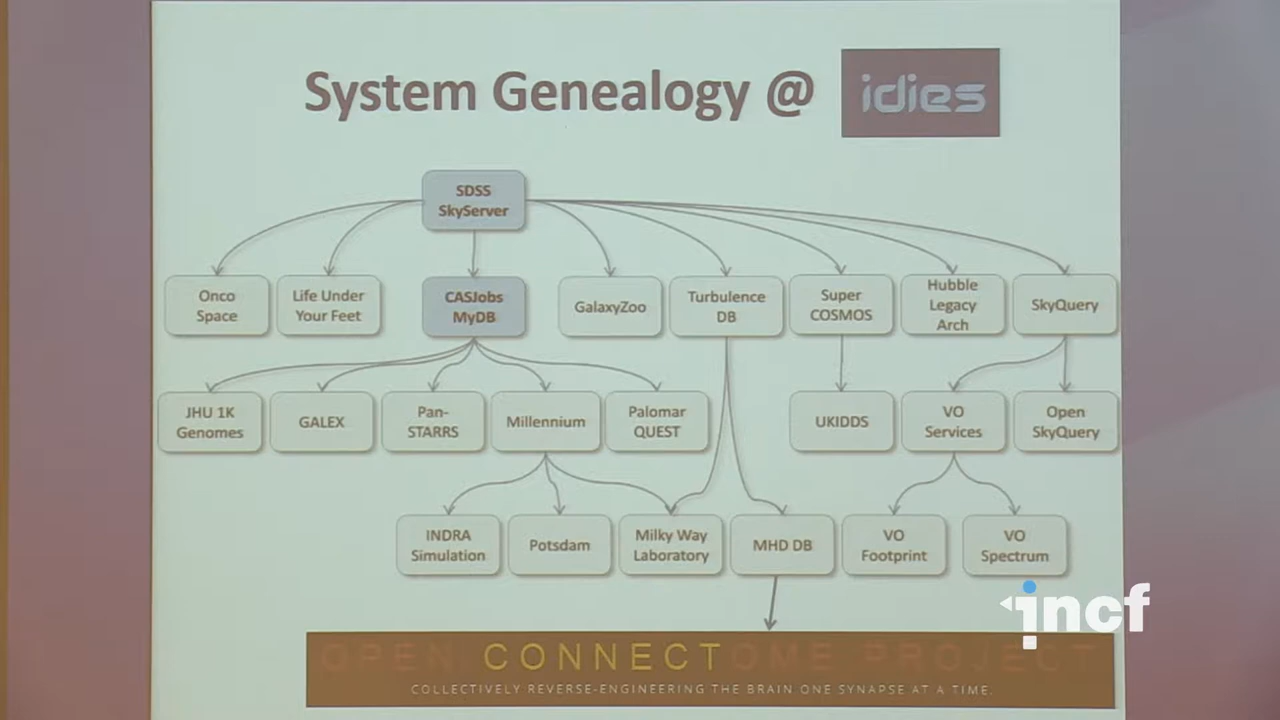 System Genealogy @ idies
SDSS
SkyServer
Onco
Space
Life Under
Your Feet
CASJobs
MyDB
GalaxyZoo
Turbulence
DB
Super
COSMOS
Hubble
Legacy
Arch
SkyQuery
JHU 1K
Genomes
GALEX
Pan-
STARRS
Millennium
Palomar
QUEST
UKIDDS
VO
Services
Open
SkyQuery
INDRA
Simulation
Potsdam
Milky Way
Laboratory
MHD DB
VO
Footprint
VO
Spectrum
incf
OPEN CONNECTOME PROJECT
COLLECTIVELY REVERSE-ENGINEERING THE BRAIN ONE SYNAPSE AT A TIME.